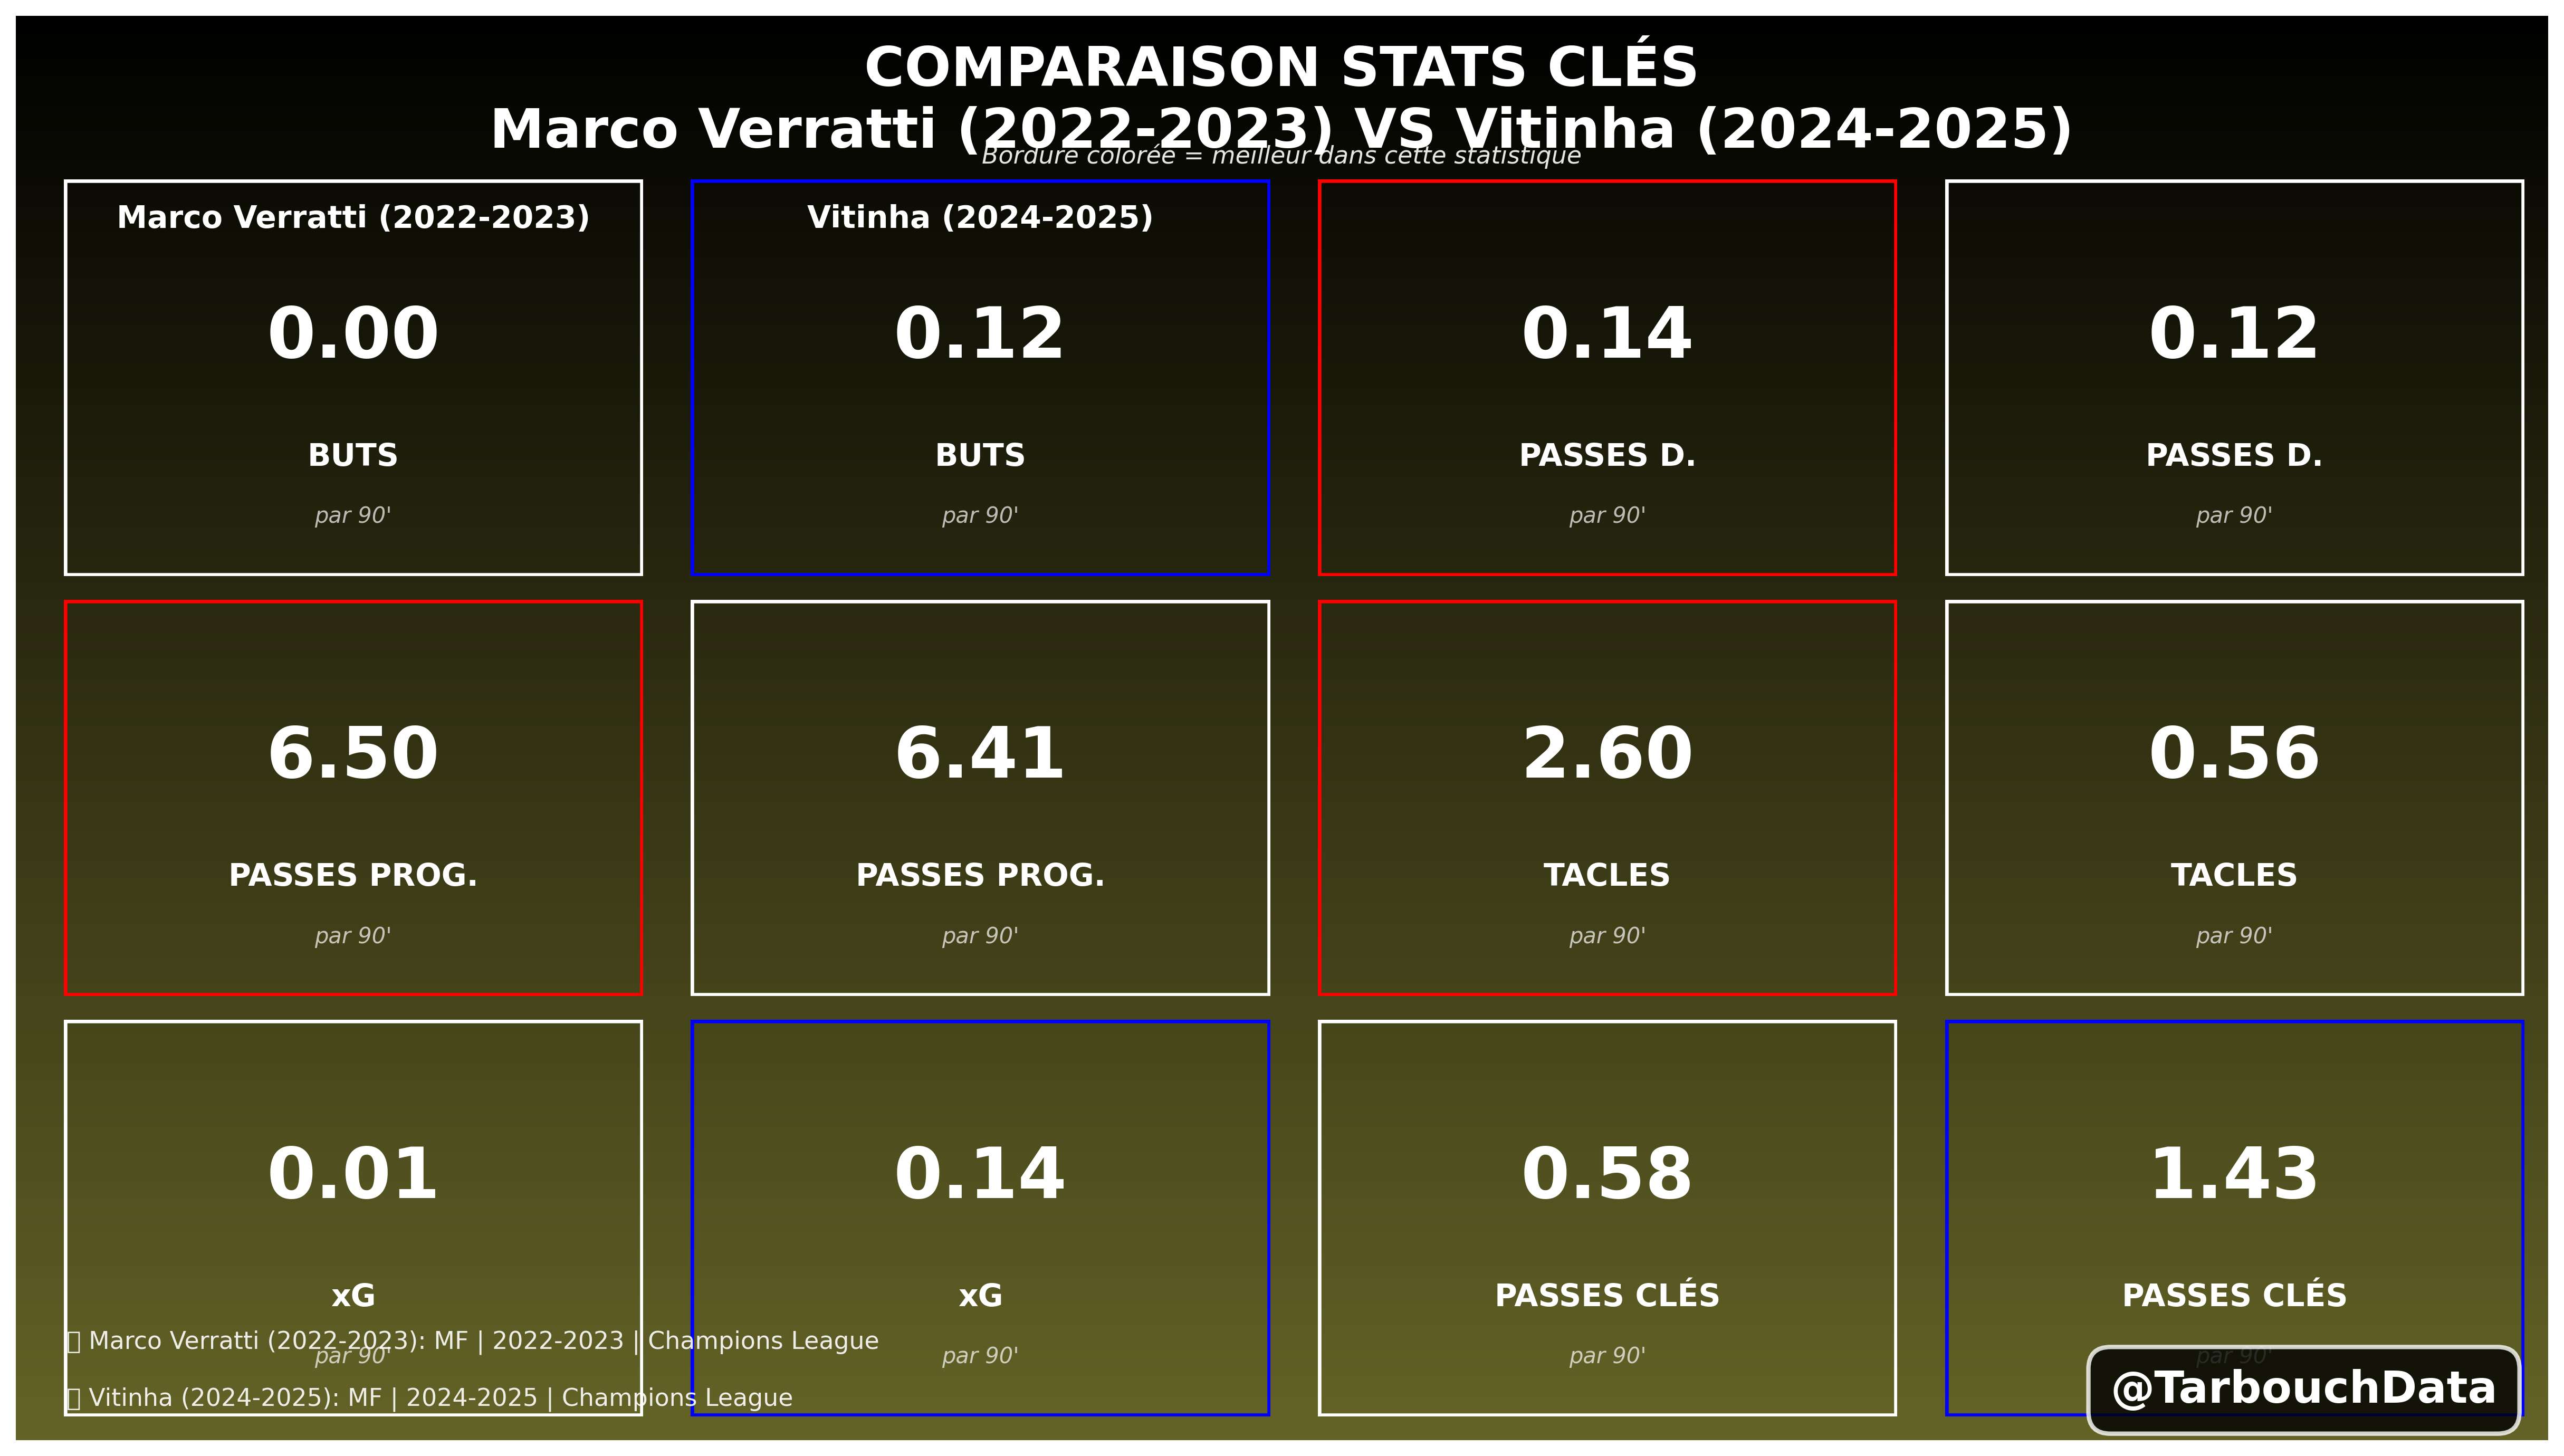 COMPARAISON STATS CLÉS
Marco Verratti (2022-2023) VS Vitinha (2024-2025)
Bordure colorée = meilleur dans cette statistique
Marco Verratti (2022-2023)
0.00
BUTS
par 90'
Vitinha (2024-2025)
0.12
BUTS
par 90'
0.14
PASSES D.
par 90'
0.12
PASSES D.
par 90'
6.50
PASSES PROG.
par 90'
6.41
PASSES PROG.
par 90'
2.60
TACLES
par 90'
0.56
TACLES
par 90'
0.01
xG
par 90'
0.14
xG
par 90'
0.58
PASSES CLÉS
par 90'
1.43
PASSES CLÉS
par 90'
Marco Verratti (2022-2023): MF | 2022-2023 | Champions League
Vitinha (2024-2025): MF | 2024-2025 | Champions League
@TarbouchData